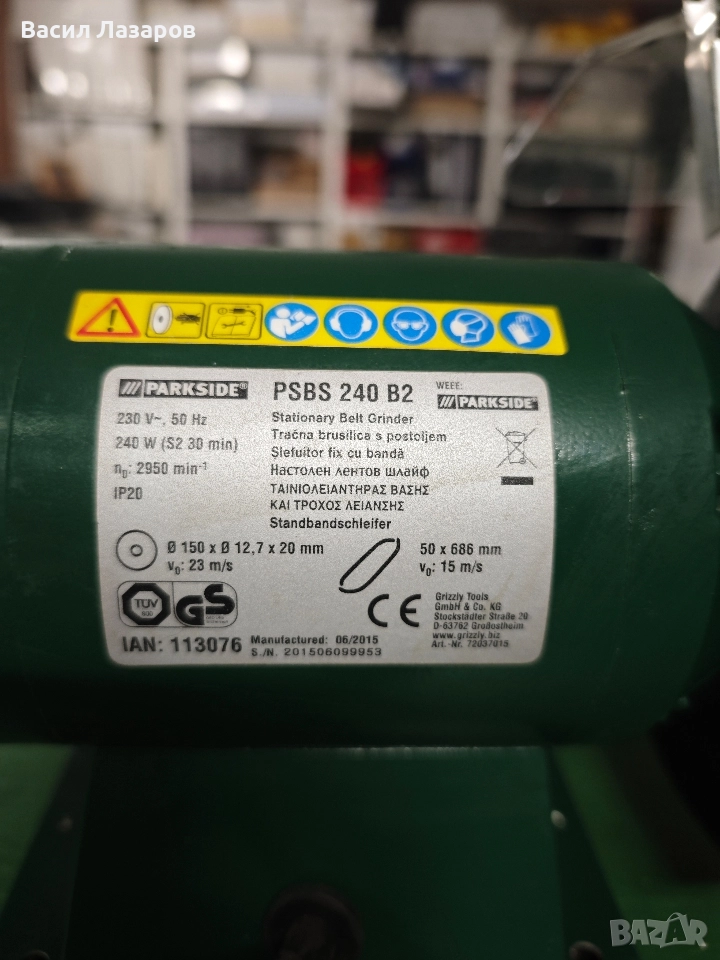 Васил Лазаров
PARKSIDE®
PSBS 240 B2
WEEE:
PARKSIDE®
230 V~, 50 Hz
240 W (S2 30 min)
n₀: 2950 min⁻¹
IP20
Stationary Belt Grinder
Tračna brusilica s postoljem
Şlefuitor fix cu bandă
Настолен лентов шлайф
ΤΑΙΝΙΟΛΕΙΑΝΤΗΡΑΣ ΒΑΣΗΣ
ΚΑΙ ΤΡΟΧΟΣ ΛΕΙΑΝΣΗΣ
Standbandschleifer
Ø 150 x Ø 12,7 x 20 mm
v₀: 23 m/s
50 x 686 mm
v₀: 15 m/s
TÜV
GS
CE
Grizzly Tools
GmbH & Co. KG
Stockstädter Straße 20
D-63762 Großostheim
www.grizzly.biz
Art.-Nr. 72037015
IAN: 113076
Manufactured: 06/2015
S./N. 201506099953
BAZAR